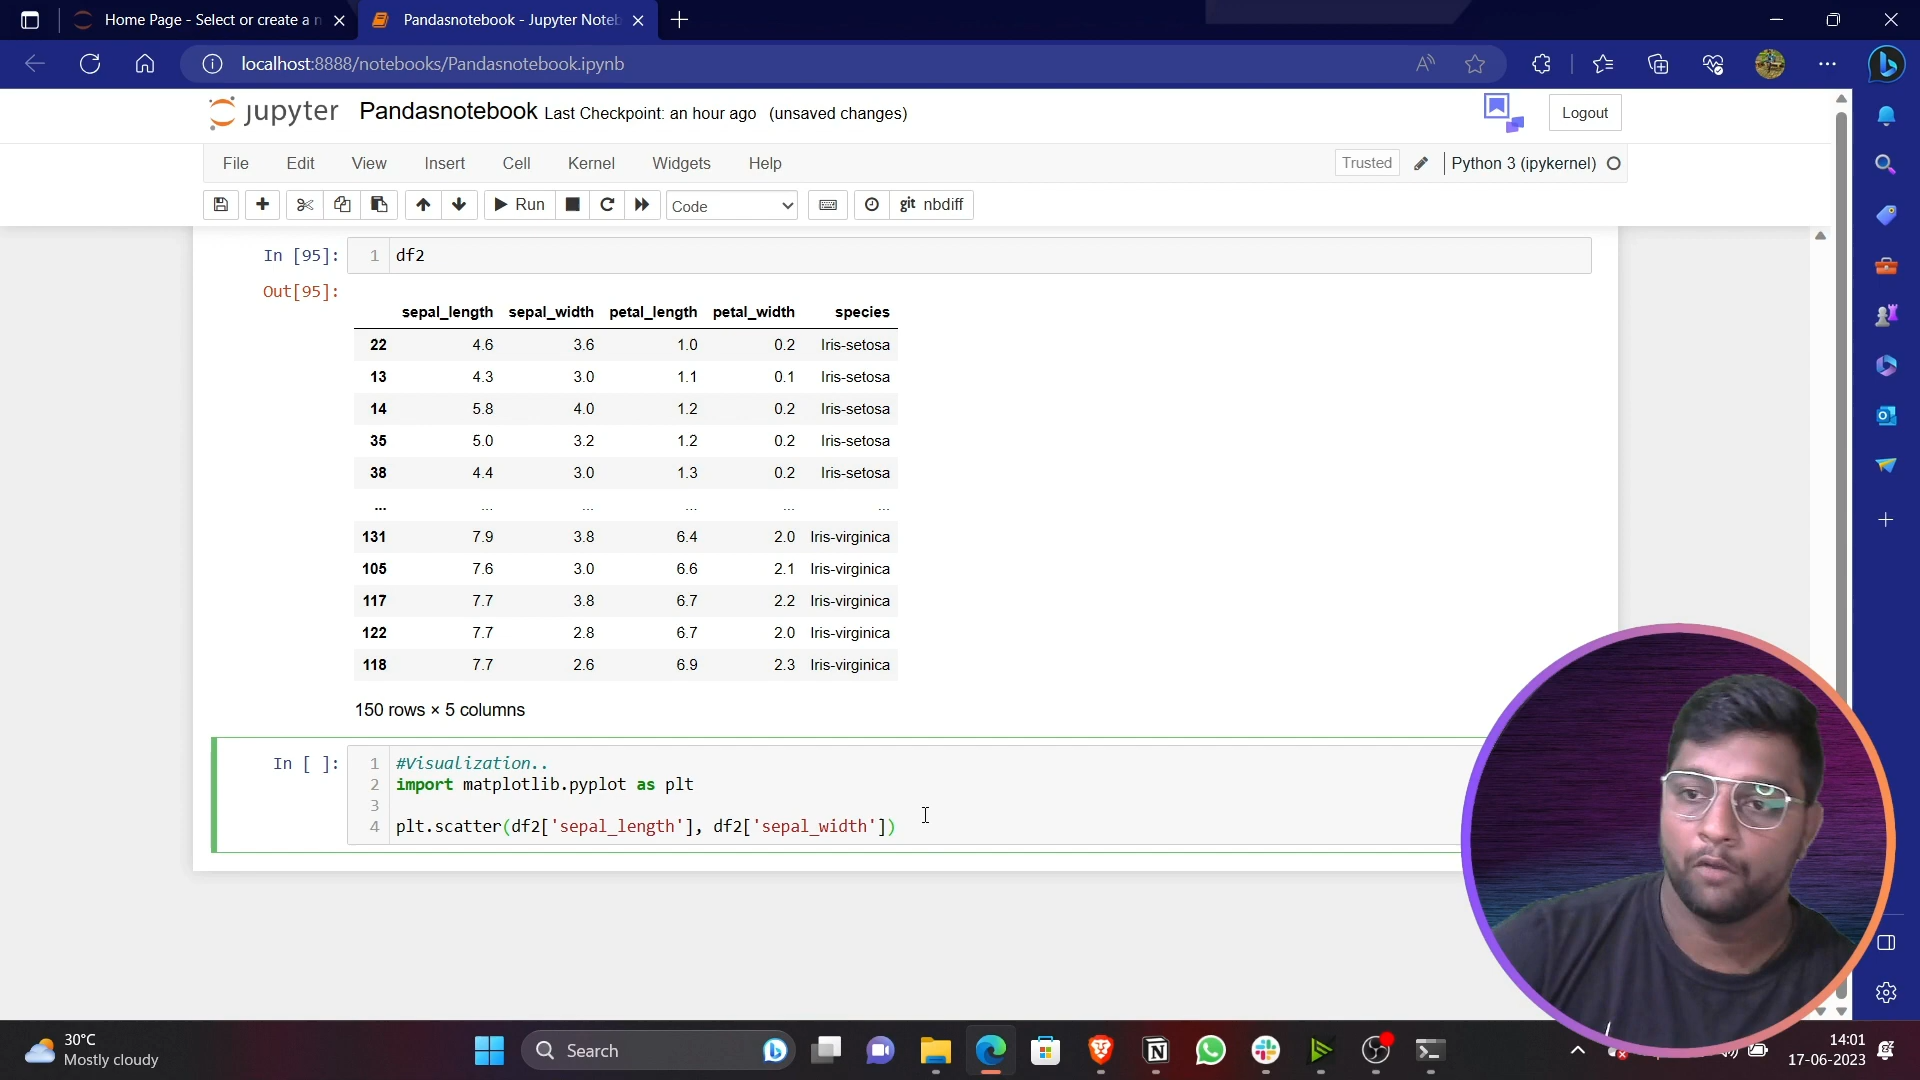 Home Page - Select or create a n
Pandasnotebook - Jupyter Noteb
localhost:8888/notebooks/Pandasnotebook.ipynb
jupyter Pandasnotebook Last Checkpoint: an hour ago (unsaved changes)
Logout
File Edit View Insert Cell Kernel Widgets Help
Trusted Python 3 (ipykernel)
Run Code git nbdiff
In [95]: 1 df2
Out[95]:
sepal_length sepal_width petal_length petal_width species
22 4.6 3.6 1.0 0.2 Iris-setosa
13 4.3 3.0 1.1 0.1 Iris-setosa
14 5.8 4.0 1.2 0.2 Iris-setosa
35 5.0 3.2 1.2 0.2 Iris-setosa
38 4.4 3.0 1.3 0.2 Iris-setosa
... ... ... ... ... ...
131 7.9 3.8 6.4 2.0 Iris-virginica
105 7.6 3.0 6.6 2.1 Iris-virginica
117 7.7 3.8 6.7 2.2 Iris-virginica
122 7.7 2.8 6.7 2.0 Iris-virginica
118 7.7 2.6 6.9 2.3 Iris-virginica
150 rows × 5 columns
In [ ]: 1 #Visualization..
2 import matplotlib.pyplot as plt
3
4 plt.scatter(df2['sepal_length'], df2['sepal_width'])
30°C
Mostly cloudy
Search
14:01
17-06-2023